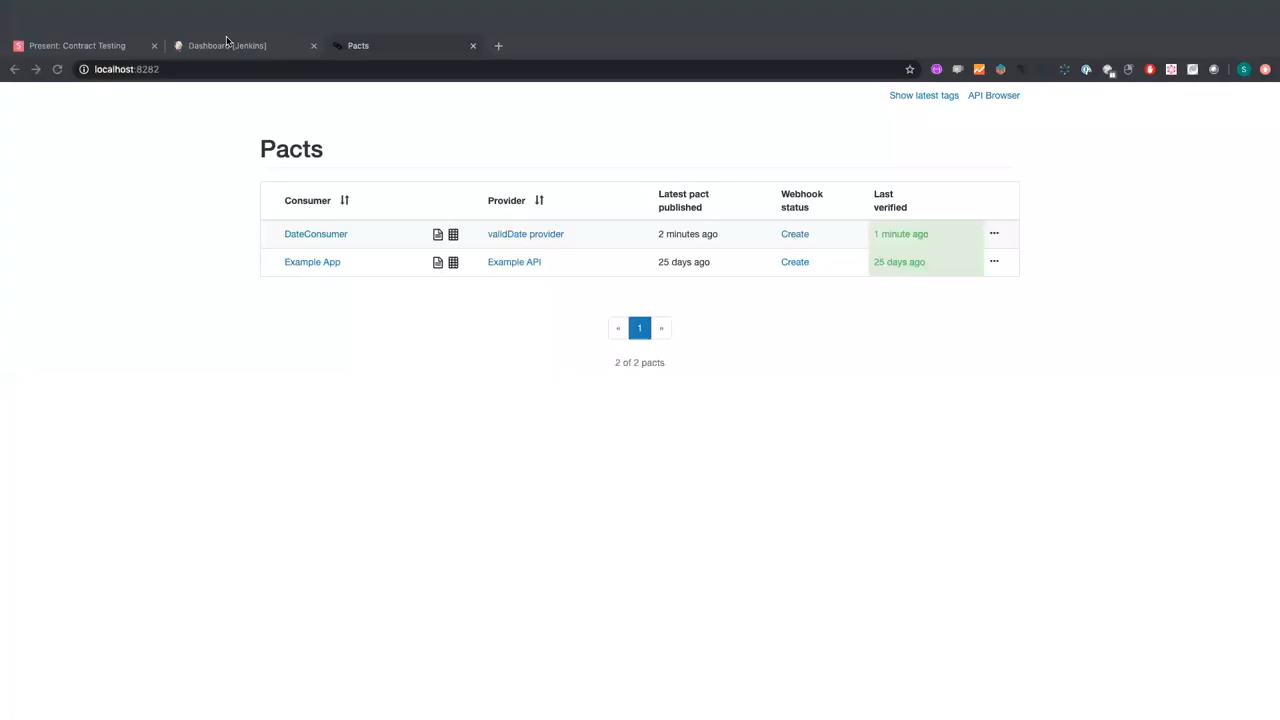 Present: Contract Testing
Dashboard [Jenkins]
Pacts
localhost:8282
Show latest tags API Browser
Pacts
Consumer Provider Latest pact published Webhook status Last verified
DateConsumer validDate provider 2 minutes ago Create 1 minute ago
Example App Example API 25 days ago Create 25 days ago
« 1 »
2 of 2 pacts